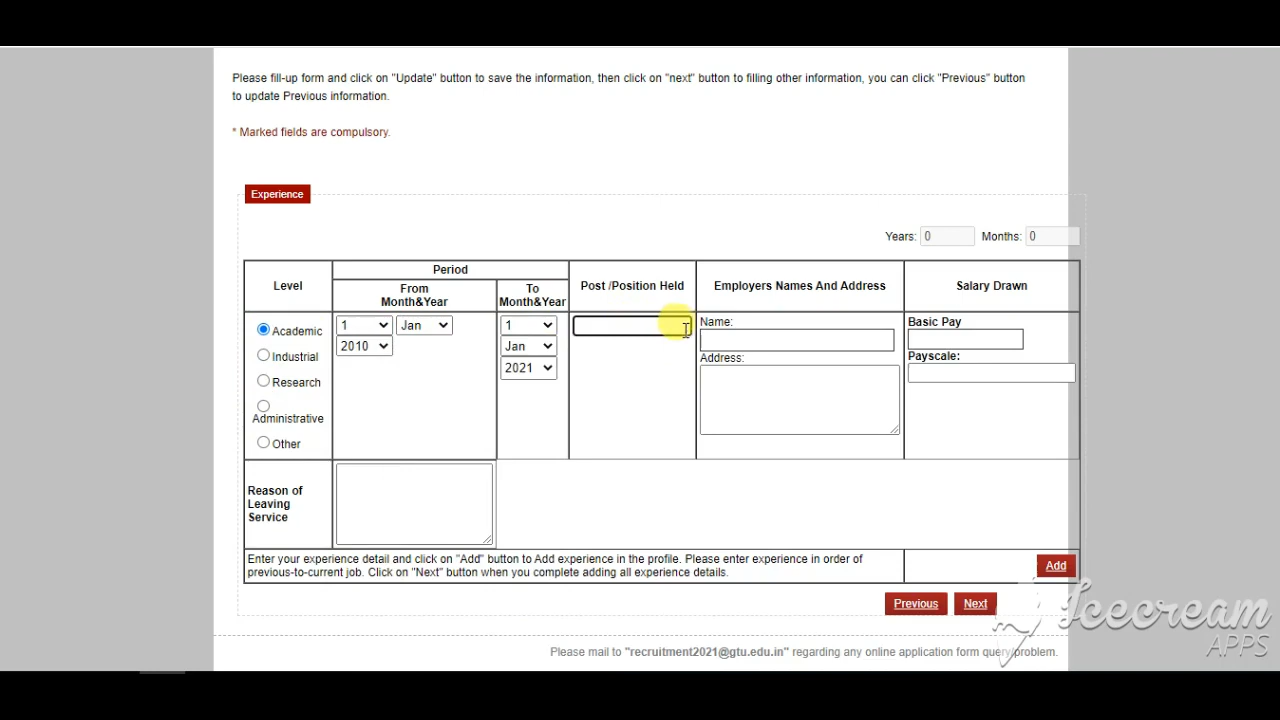 Please fill-up form and click on "Update" button to save the information, then click on "next" button to filling other information, you can click "Previous" button
to update Previous information.
* Marked fields are compulsory.
Experience
Years: 0 Months: 0
Level
Period
From
Month&Year
To
Month&Year
Post /Position Held
Employers Names And Address
Salary Drawn
Academic
Industrial
Research
Administrative
Other
1 Jan
2010
1
Jan
2021
Name:
Address:
Basic Pay
Payscale:
Reason of
Leaving
Service
Enter your experience detail and click on "Add" button to Add experience in the profile. Please enter experience in order of
previous-to-current job. Click on "Next" button when you complete adding all experience details.
Add
Previous Next
Please mail to "recruitment2021@gtu.edu.in" regarding any online application form query/problem.
Icecream
APPS